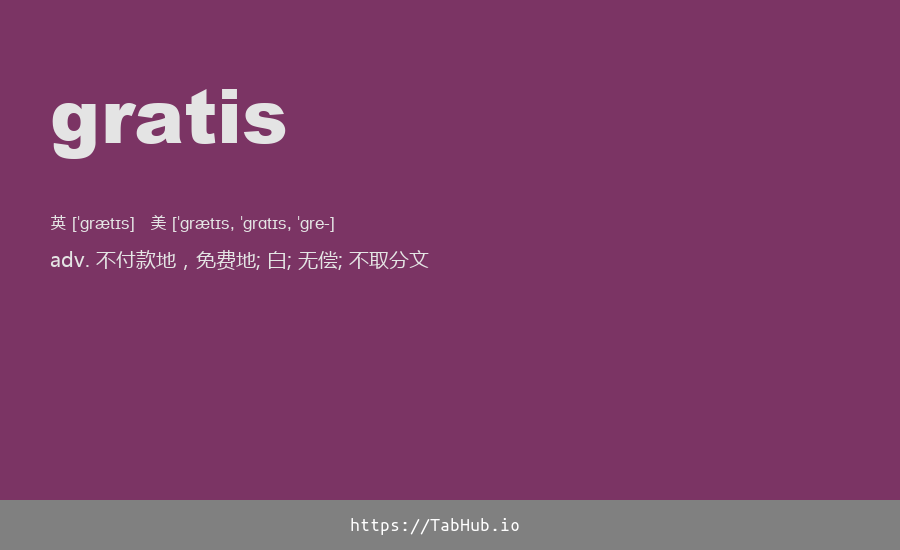 gratis
英 [ˈgrætɪs] 美 [ˈgrætɪs, ˈgrɑtɪs, ˈgre-]
adv. 不付款地，免费地; 白; 无偿; 不取分文
https://TabHub.io